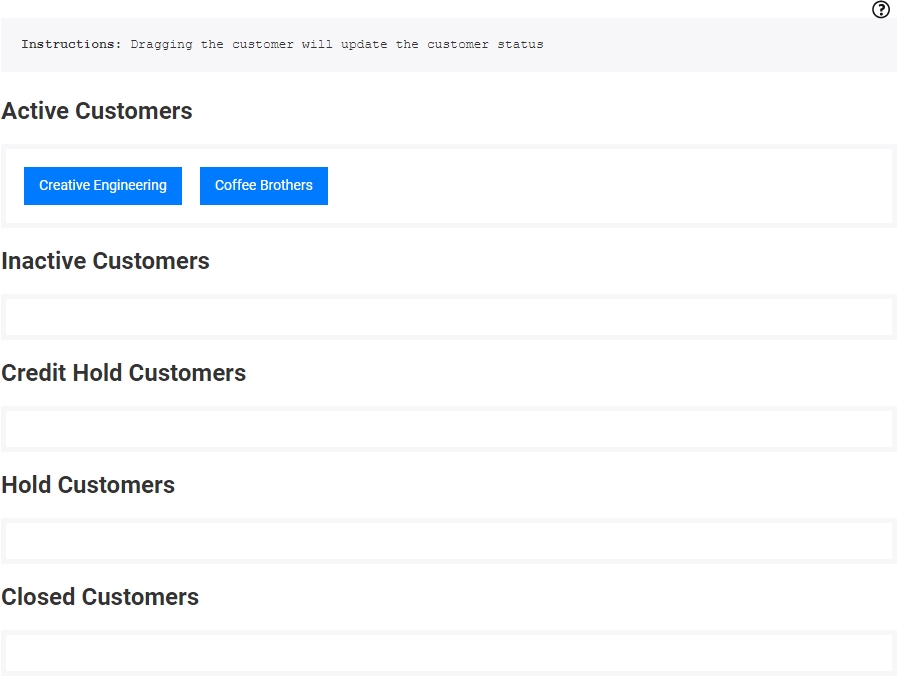 Instructions: Dragging the customer will update the customer status
Active Customers
Creative Engineering Coffee Brothers
Inactive Customers
Credit Hold Customers
Hold Customers
Closed Customers